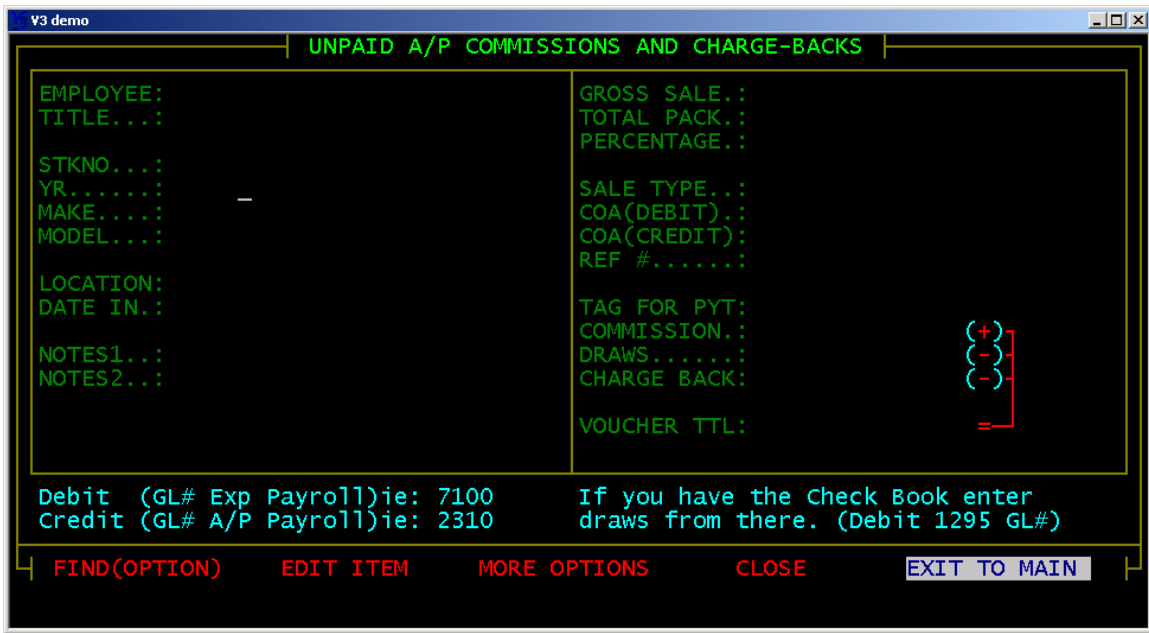 V3 demo
UNPAID A/P COMMISSIONS AND CHARGE-BACKS
EMPLOYEE:
TITLE...:
STKNO...:
YR......:
MAKE....:
MODEL...:
LOCATION:
DATE IN.:
NOTES1..:
NOTES2..:
GROSS SALE.:
TOTAL PACK.:
PERCENTAGE.:
SALE TYPE..:
COA(DEBIT).:
COA(CREDIT):
REF #......:
TAG FOR PYT:
COMMISSION.: (+)
DRAWS......: (-)
CHARGE BACK: (-)
VOUCHER TTL: =
Debit (GL# Exp Payroll)ie: 7100
Credit (GL# A/P Payroll)ie: 2310
If you have the Check Book enter
draws from there. (Debit 1295 GL#)
FIND(OPTION) EDIT ITEM MORE OPTIONS CLOSE EXIT TO MAIN